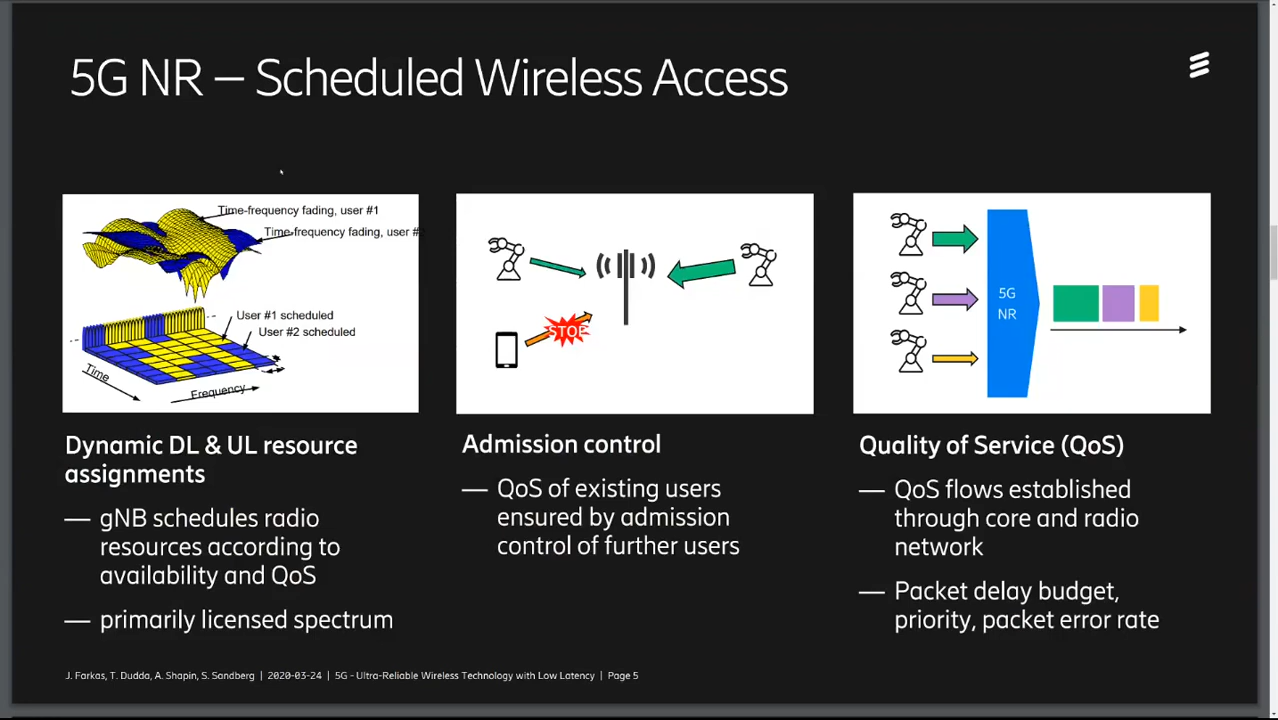 5G NR – Scheduled Wireless Access
Time-frequency fading, user #1
Time-frequency fading, user #
User #1 scheduled
User #2 scheduled
Time
Frequency
STOP
5G
NR
Dynamic DL & UL resource
assignments
— gNB schedules radio
resources according to
availability and QoS
— primarily licensed spectrum
Admission control
— QoS of existing users
ensured by admission
control of further users
Quality of Service (QoS)
— QoS flows established
through core and radio
network
— Packet delay budget,
priority, packet error rate
J. Farkas, T. Dudda, A. Shapin, S. Sandberg | 2020-03-24 | 5G - Ultra-Reliable Wireless Technology with Low Latency | Page 5